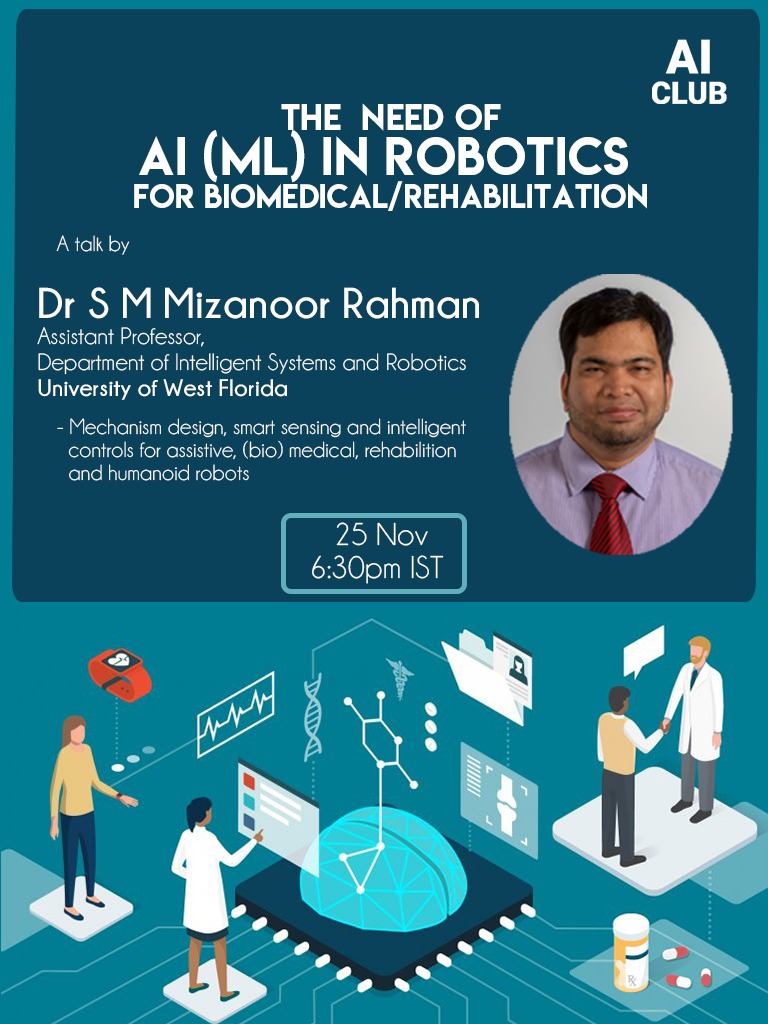 AI
CLUB
THE NEED OF
AI (ML) IN ROBOTICS
FOR BIOMEDICAL/REHABILITATION
A talk by
Dr S M Mizanoor Rahman
Assistant Professor,
Department of Intelligent Systems and Robotics
University of West Florida
- Mechanism design, smart sensing and intelligent
controls for assistive, (bio) medical, rehabilition
and humanoid robots
25 Nov
6:30pm IST
Rx